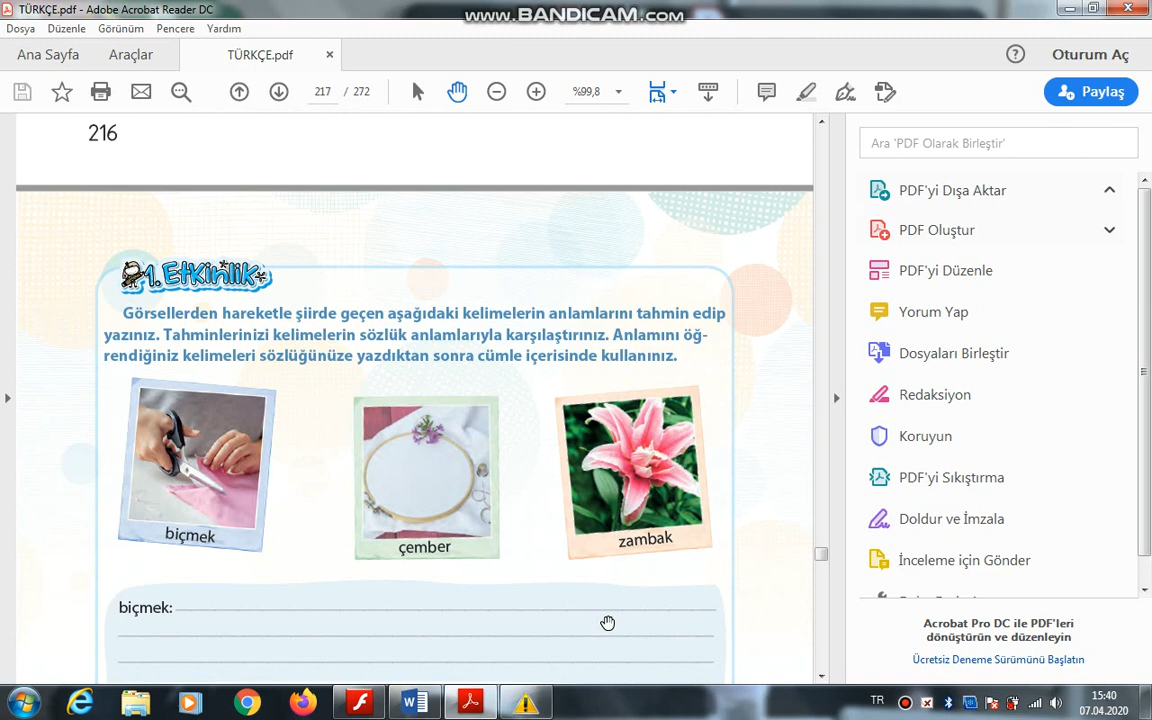 TÜRKÇE.pdf - Adobe Acrobat Reader DC
www.BANDICAM.com
Dosya Düzenle Görünüm Pencere Yardım
Ana Sayfa Araçlar TÜRKÇE.pdf × Oturum Aç
217 / 272 %99,8 Paylaş
216
Ara 'PDF Olarak Birleştir'
PDF'yi Dışa Aktar
PDF Oluştur
PDF'yi Düzenle
Yorum Yap
Dosyaları Birleştir
Redaksiyon
Koruyun
PDF'yi Sıkıştırma
Doldur ve İmzala
İnceleme için Gönder
Acrobat Pro DC ile PDF'leri
dönüştürün ve düzenleyin
Ücretsiz Deneme Sürümünü Başlatın
1. Etkinlik
Görsellerden hareketle şiirde geçen aşağıdaki kelimelerin anlamlarını tahmin edip
yazınız. Tahminlerinizi kelimelerin sözlük anlamlarıyla karşılaştırınız. Anlamını öğ-
rendiğiniz kelimeleri sözlüğünüze yazdıktan sonra cümle içerisinde kullanınız.
biçmek
çember
zambak
biçmek:
TR 15:40
07.04.2020